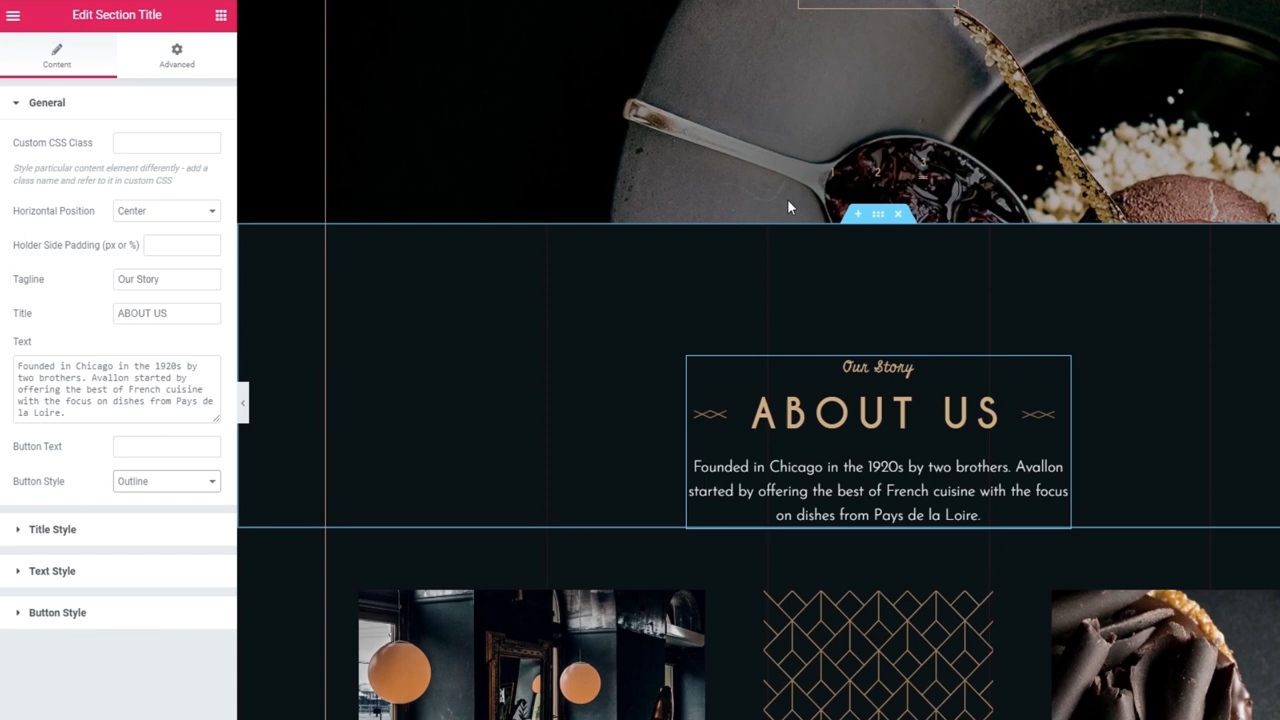 Edit Section Title
Content
Advanced
General
Custom CSS Class
Style particular content element differently - add a
class name and refer to it in custom CSS
Horizontal Position
Center
Holder Side Padding (px or %)
Tagline
Our Story
Title
ABOUT US
Text
Founded in Chicago in the 1920s by
two brothers. Avallon started by
offering the best of French cuisine
with the focus on dishes from Pays de
la Loire.
Button Text
Button Style
Outline
Title Style
Text Style
Button Style
1 2 3
Our Story
ABOUT US
Founded in Chicago in the 1920s by two brothers. Avallon
started by offering the best of French cuisine with the focus
on dishes from Pays de la Loire.